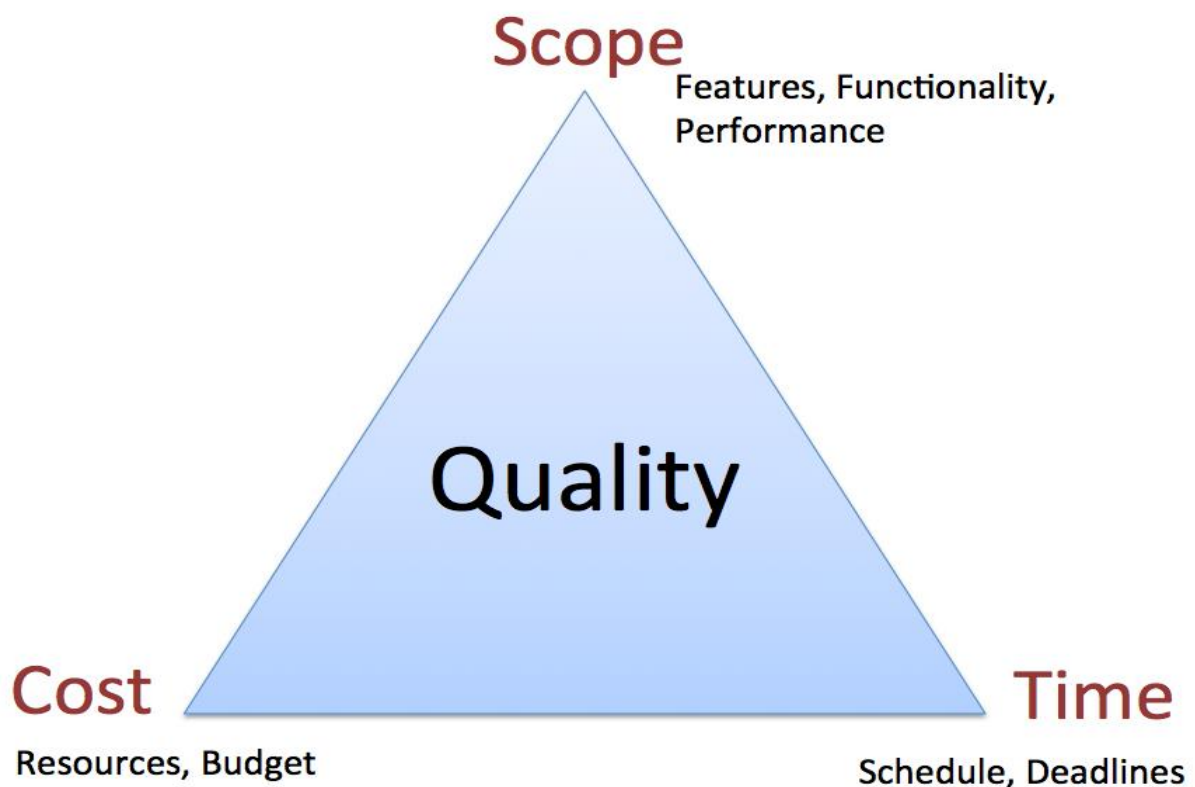 Scope
Features, Functionality,
Performance
Quality
Cost
Time
Resources, Budget
Schedule, Deadlines